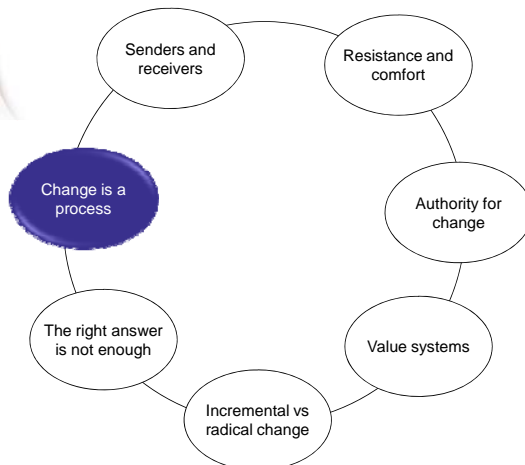 Senders and
receivers
Resistance and
comfort
Change is a
process
Authority for
change
The right answer
is not enough
Value systems
Incremental vs
radical change